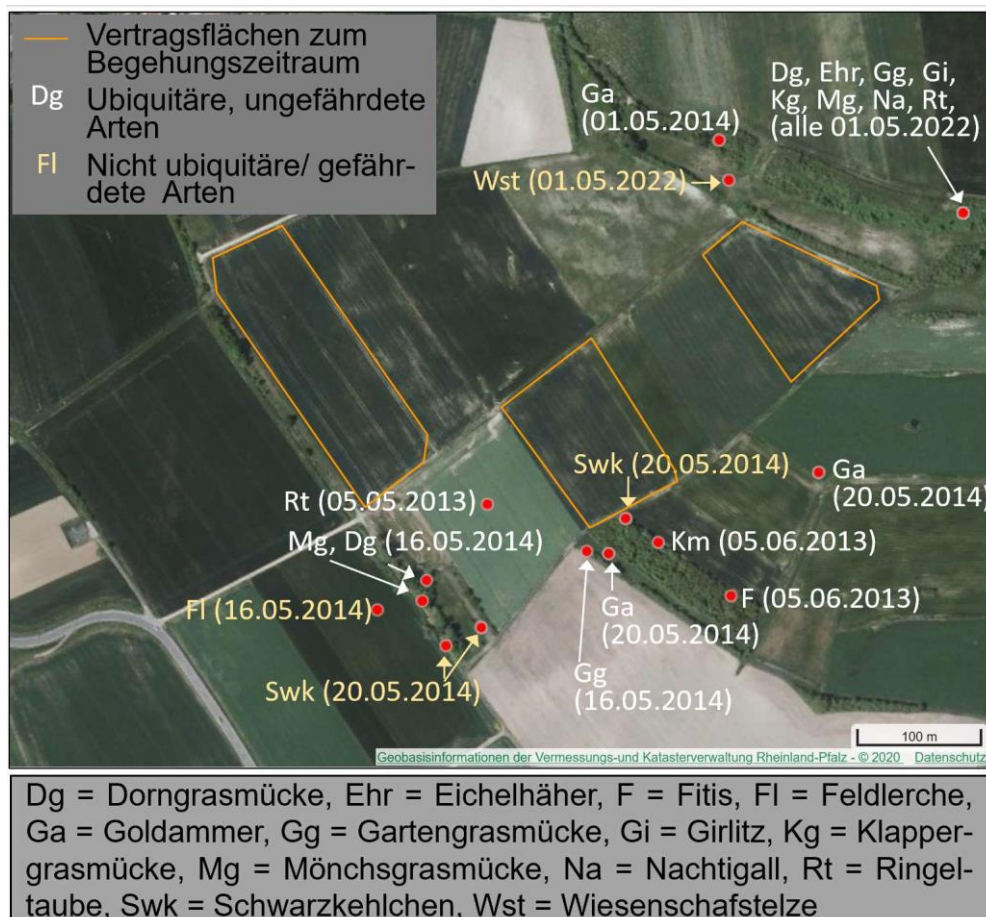 Vertragsflächen zum
Begehungszeitraum
Dg Ubiquitäre, ungefährdete
Arten
Fl Nicht ubiquitäre/ gefähr-
dete Arten
Ga
(01.05.2014)
Dg, Ehr, Gg, Gi,
Kg, Mg, Na, Rt,
(alle 01.05.2022)
Wst (01.05.2022)
Swk (20.05.2014)
Ga
(20.05.2014)
Rt (05.05.2013)
Mg, Dg (16.05.2014)
Km (05.06.2013)
Fl (16.05.2014)
F (05.06.2013)
Ga
(20.05.2014)
Swk (20.05.2014)
Gg
(16.05.2014)
100 m
Geobasisinformationen der Vermessungs- und Katasterverwaltung Rheinland-Pfalz - © 2020 Datenschutz
Dg = Dorngrasmücke, Ehr = Eichelhäher, F = Fitis, Fl = Feldlerche,
Ga = Goldammer, Gg = Gartengrasmücke, Gi = Girlitz, Kg = Klapper-
grasmücke, Mg = Mönchsgrasmücke, Na = Nachtigall, Rt = Ringel-
taube, Swk = Schwarzkehlchen, Wst = Wiesenschafstelze